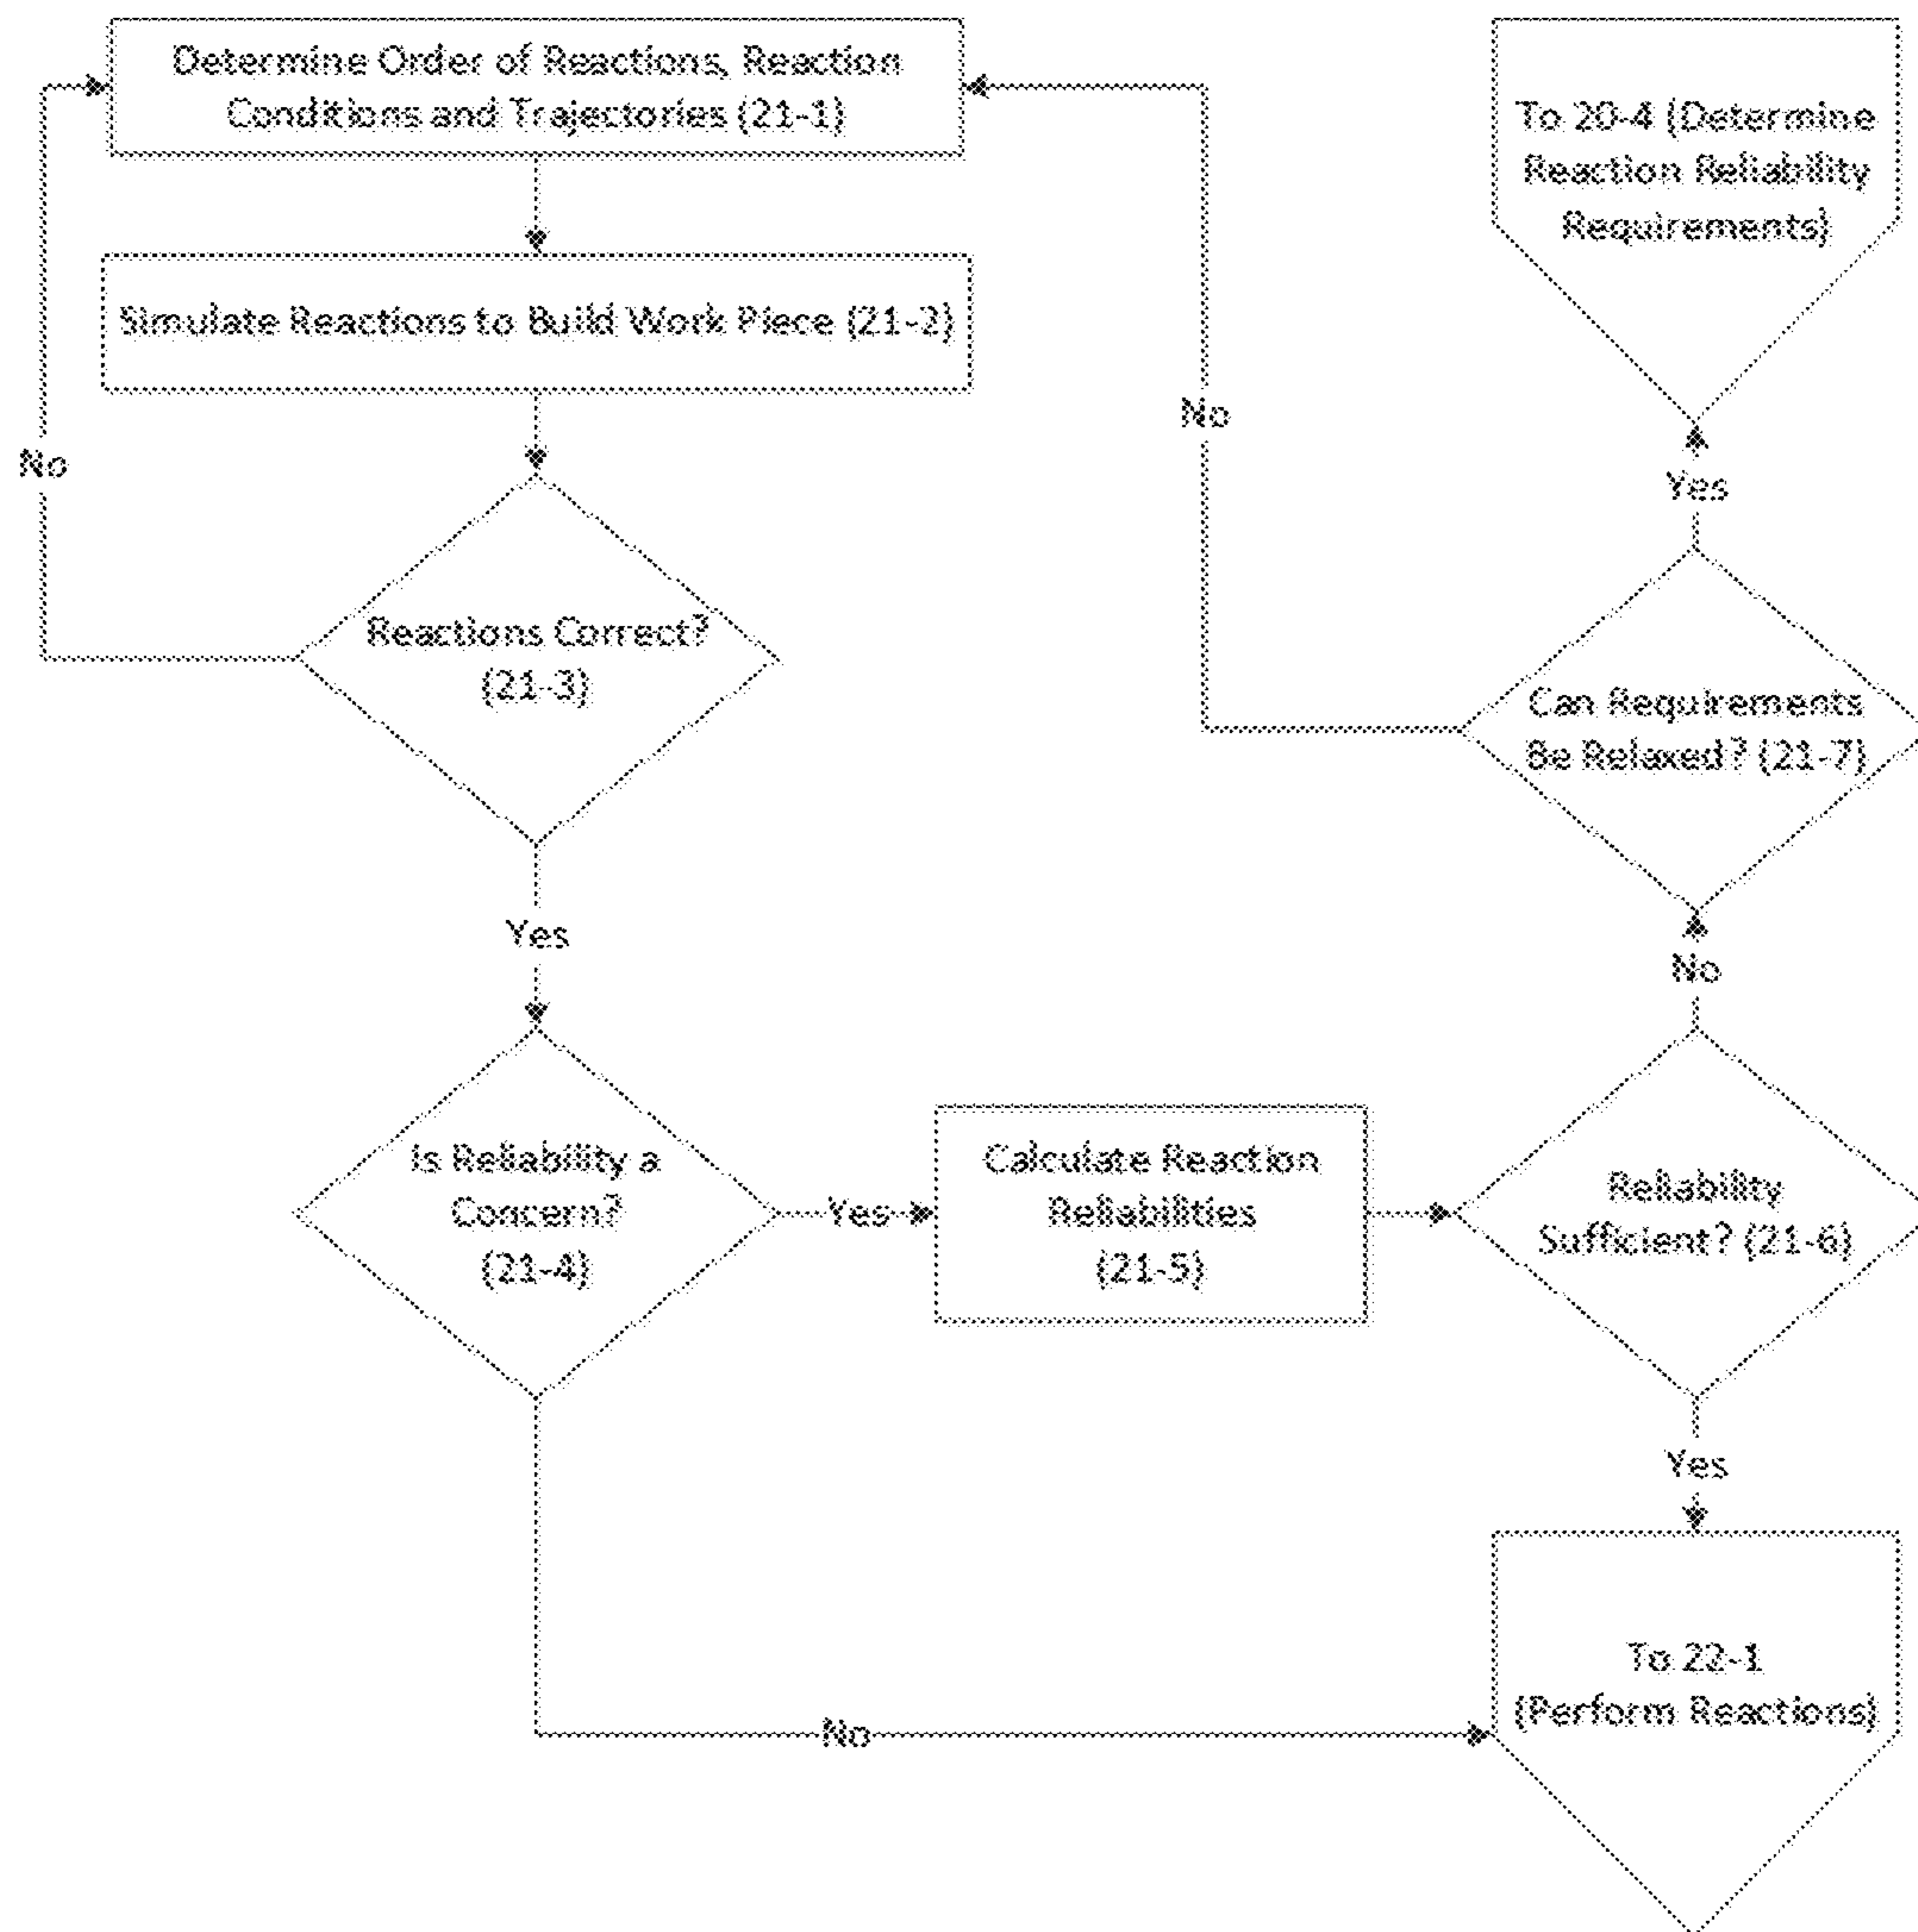 Determine Order of Reactions, Reaction
Conditions and Trajectories (21-1)
Simulate Reactions to Build Work Piece (21-2)
No
Reactions Correct?
(21-3)
Yes
Is Reliability a
Concern?
(21-4)
Yes
Calculate Reaction
Reliabilities
(21-5)
No
To 20-4 (Determine
Reaction Reliability
Requirements)
Yes
No
Can Requirements
Be Relaxed? (21-7)
No
Reliability
Sufficient? (21-6)
Yes
To 22-1
(Perform Reactions)